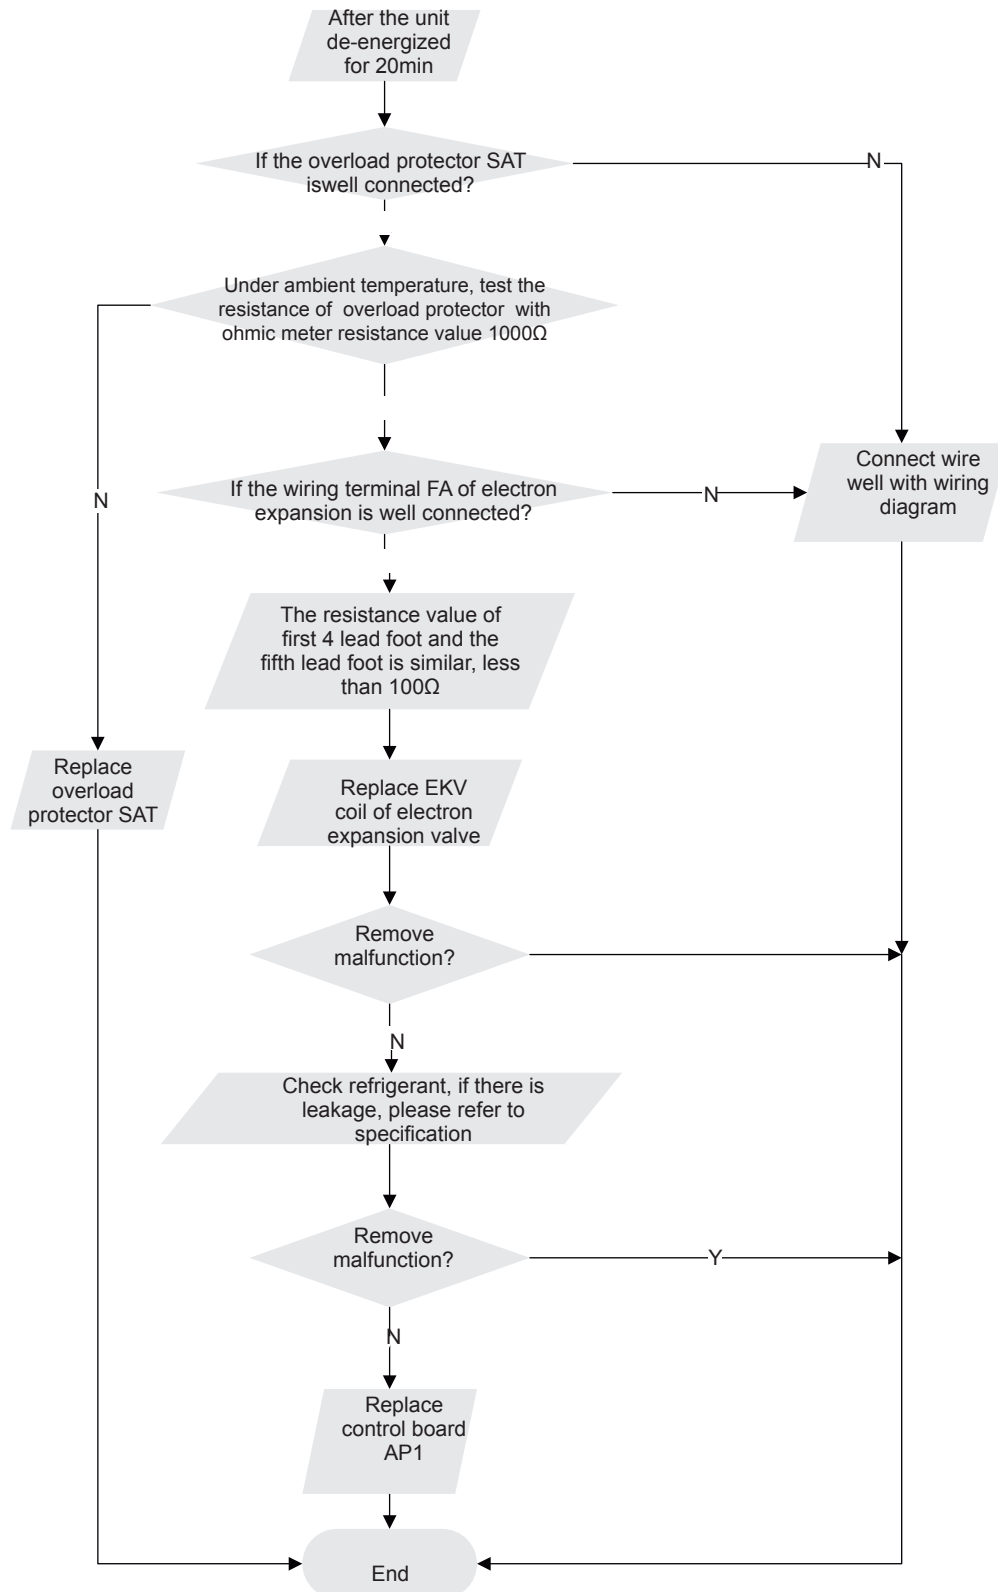 After the unit
de-energized
for 20min
If the overload protector SAT
iswell connected?
N
Under ambient temperature, test the
resistance of overload protector with
ohmic meter resistance value 1000Ω
N
If the wiring terminal FA of electron
expansion is well connected?
N
Connect wire
well with wiring
diagram
The resistance value of
first 4 lead foot and the
fifth lead foot is similar, less
than 100Ω
Replace
overload
protector SAT
Replace EKV
coil of electron
expansion valve
Remove
malfunction?
N
Check refrigerant, if there is
leakage, please refer to
specification
Remove
malfunction?
Y
N
Replace
control board
AP1
End